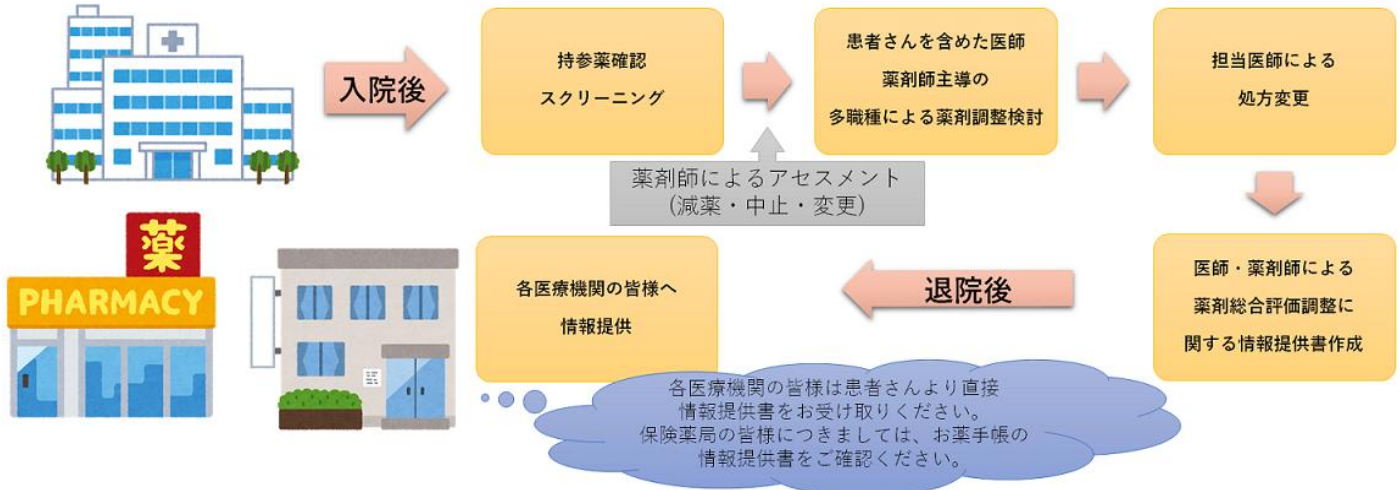 入院後
持参薬確認
スクリーニング
患者さんを含めた医師
薬剤師主導の
多職種による薬剤調整検討
担当医師による
処方変更
薬剤師によるアセスメント
(減薬・中止・変更)
医師・薬剤師による
薬剤総合評価調整に
関する情報提供書作成
退院後
各医療機関の皆様へ
情報提供
薬
PHARMACY
各医療機関の皆様は患者さんより直接
情報提供書をお受け取りください。
保険薬局の皆様につきましては、お薬手帳の
情報提供書をご確認ください。